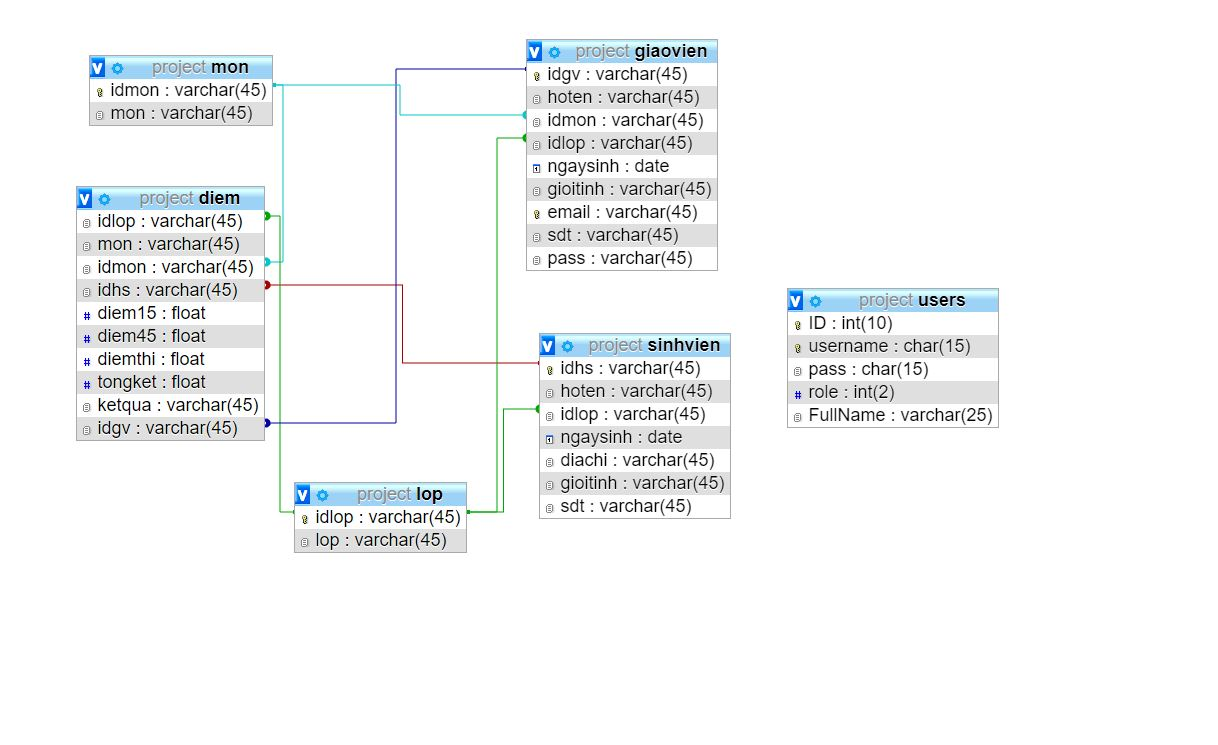 project mon
idmon : varchar(45)
mon : varchar(45)
project giaovien
idgv : varchar(45)
hoten : varchar(45)
idmon : varchar(45)
idlop : varchar(45)
ngaysinh : date
gioitinh : varchar(45)
email : varchar(45)
sdt : varchar(45)
pass : varchar(45)
project diem
idlop : varchar(45)
mon : varchar(45)
idmon : varchar(45)
idhs : varchar(45)
diem15 : float
diem45 : float
diemthi : float
tongket : float
ketqua : varchar(45)
idgv : varchar(45)
project users
ID : int(10)
username : char(15)
pass : char(15)
role : int(2)
FullName : varchar(25)
project sinhvien
idhs : varchar(45)
hoten : varchar(45)
idlop : varchar(45)
ngaysinh : date
diachi : varchar(45)
gioitinh : varchar(45)
sdt : varchar(45)
project lop
idlop : varchar(45)
lop : varchar(45)